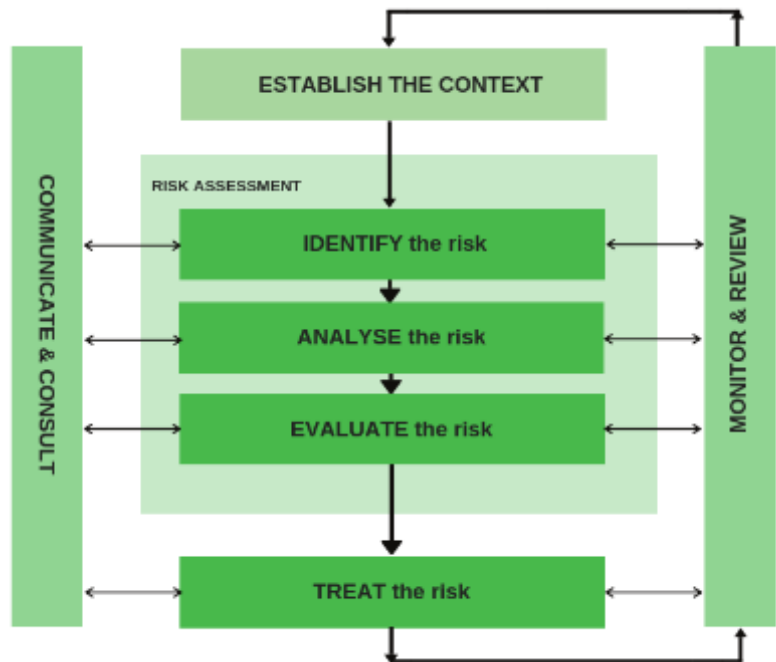 ESTABLISH THE CONTEXT
RISK ASSESSMENT
IDENTIFY the risk
ANALYSE the risk
EVALUATE the risk
TREAT the risk
COMMUNICATE & CONSULT
MONITOR & REVIEW